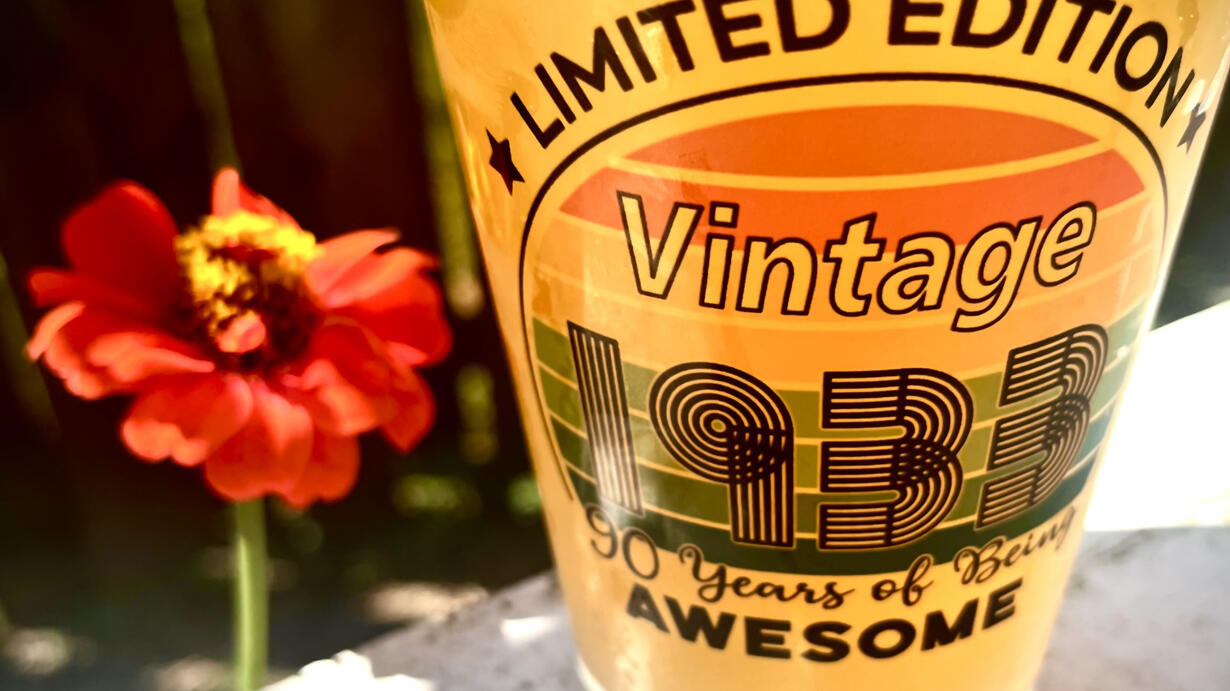 LIMITED EDITION
Vintage
1933
90 Years of Being
AWESOME